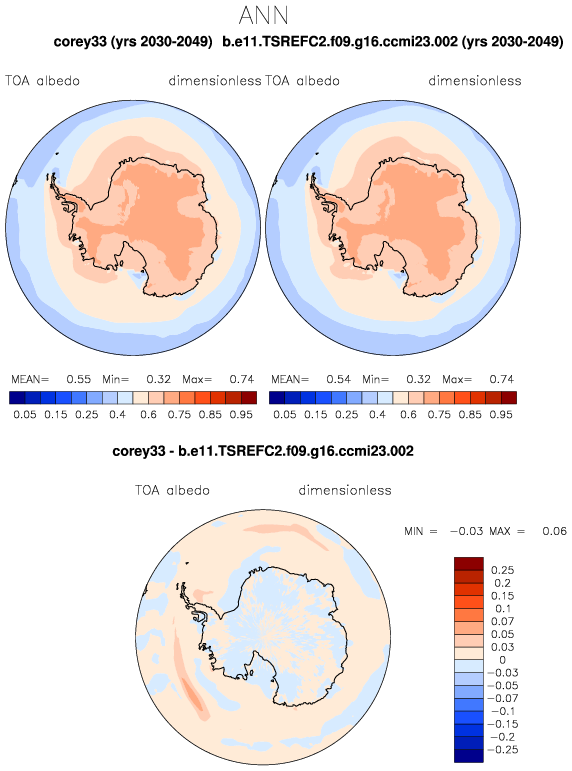 ANN
corey33 (yrs 2030-2049) b.e11.TSREFC2.f09.g16.ccmi23.002 (yrs 2030-2049)
TOA albedo dimensionless TOA albedo dimensionless
MEAN= 0.55 Min= 0.32 Max= 0.74 MEAN= 0.54 Min= 0.32 Max= 0.74
0.05 0.15 0.25 0.4 0.6 0.75 0.85 0.95 0.05 0.15 0.25 0.4 0.6 0.75 0.85 0.95
corey33 - b.e11.TSREFC2.f09.g16.ccmi23.002
TOA albedo dimensionless
MIN = -0.03 MAX = 0.06
0.25
0.2
0.15
0.1
0.07
0.05
0.03
0
-0.03
-0.05
-0.07
-0.1
-0.15
-0.2
-0.25